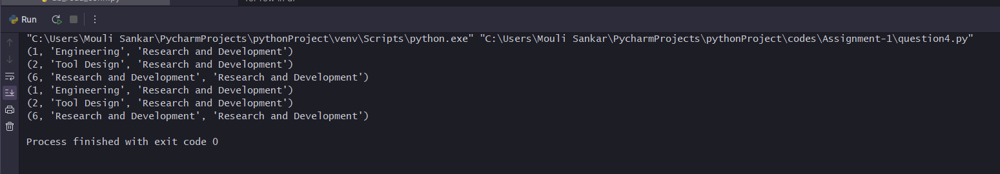 Run
"C:\Users\Mouli Sankar\PycharmProjects\pythonProject\venv\Scripts\python.exe" "C:\Users\Mouli Sankar\PycharmProjects\pythonProject\codes\Assignment-1\question4.py"
(1, 'Engineering', 'Research and Development')
(2, 'Tool Design', 'Research and Development')
(6, 'Research and Development', 'Research and Development')
(1, 'Engineering', 'Research and Development')
(2, 'Tool Design', 'Research and Development')
(6, 'Research and Development', 'Research and Development')
Process finished with exit code 0